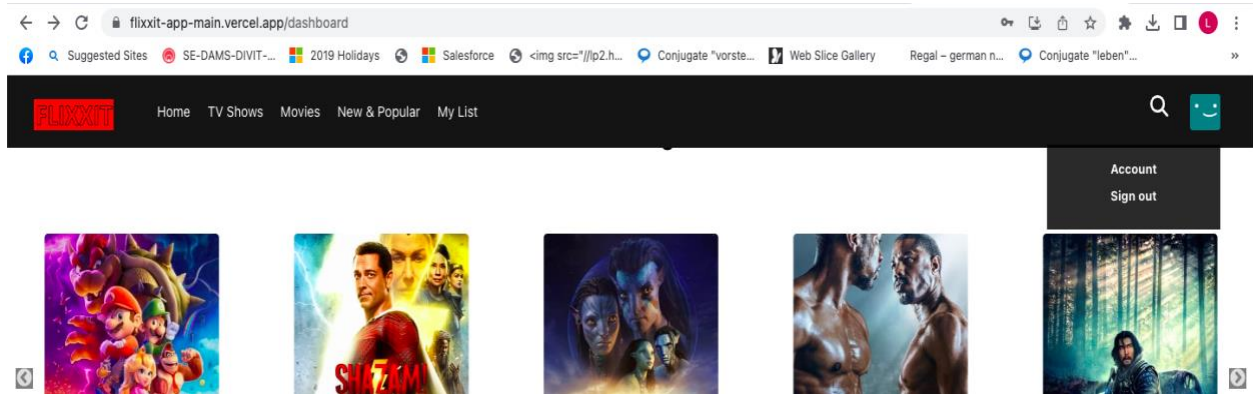 flixxit-app-main.vercel.app/dashboard
L
Suggested Sites SE-DAMS-DIVIT-... 2019 Holidays Salesforce <img src="//lp2.h... Conjugate "vorste... Web Slice Gallery Regal – german n... Conjugate "leben"... »
FLIXXIT Home TV Shows Movies New & Popular My List
Account
Sign out
SHAZAM!